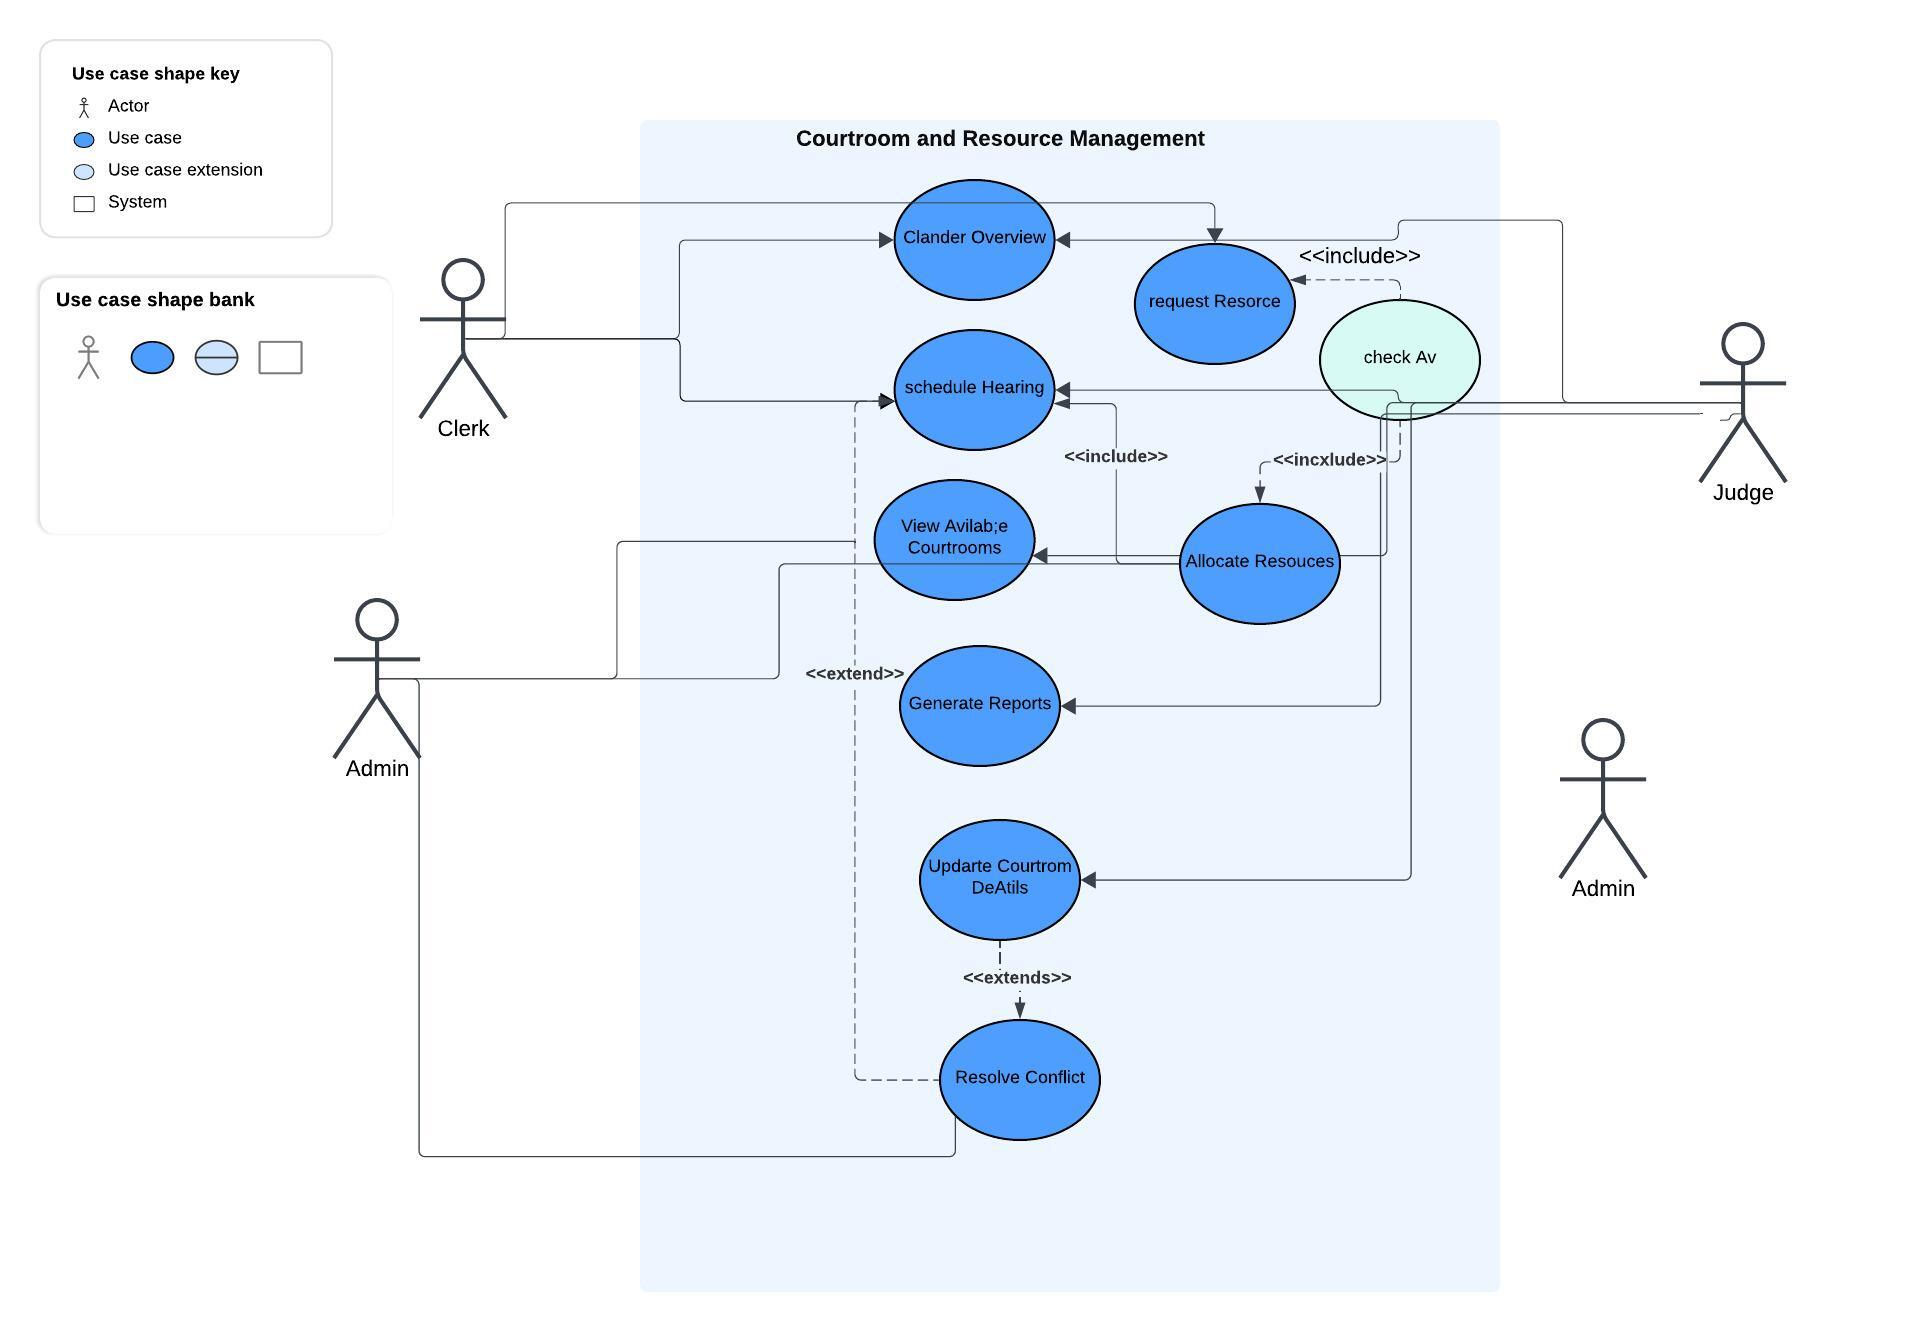 Use case shape key
Actor
Use case
Use case extension
System
Use case shape bank
Courtroom and Resource Management
Clander Overview
<<include>>
request Resorce
check Av
schedule Hearing
Clerk
<<include>>
<<incxlude>>
Judge
View Avilab;e
Courtrooms
Allocate Resouces
<<extend>>
Generate Reports
Admin
Updarte Courtrom
DeAtils
Admin
<<extends>>
Resolve Conflict